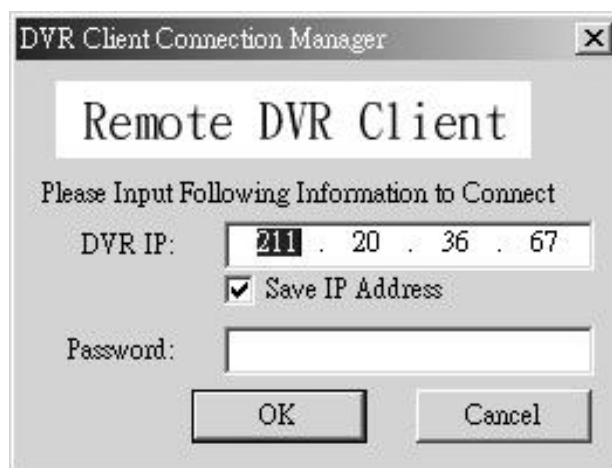 DVR Client Connection Manager
Remote DVR Client
Please Input Following Information to Connect
DVR IP: 211 . 20 . 36 . 67
Save IP Address
Password:
OK Cancel